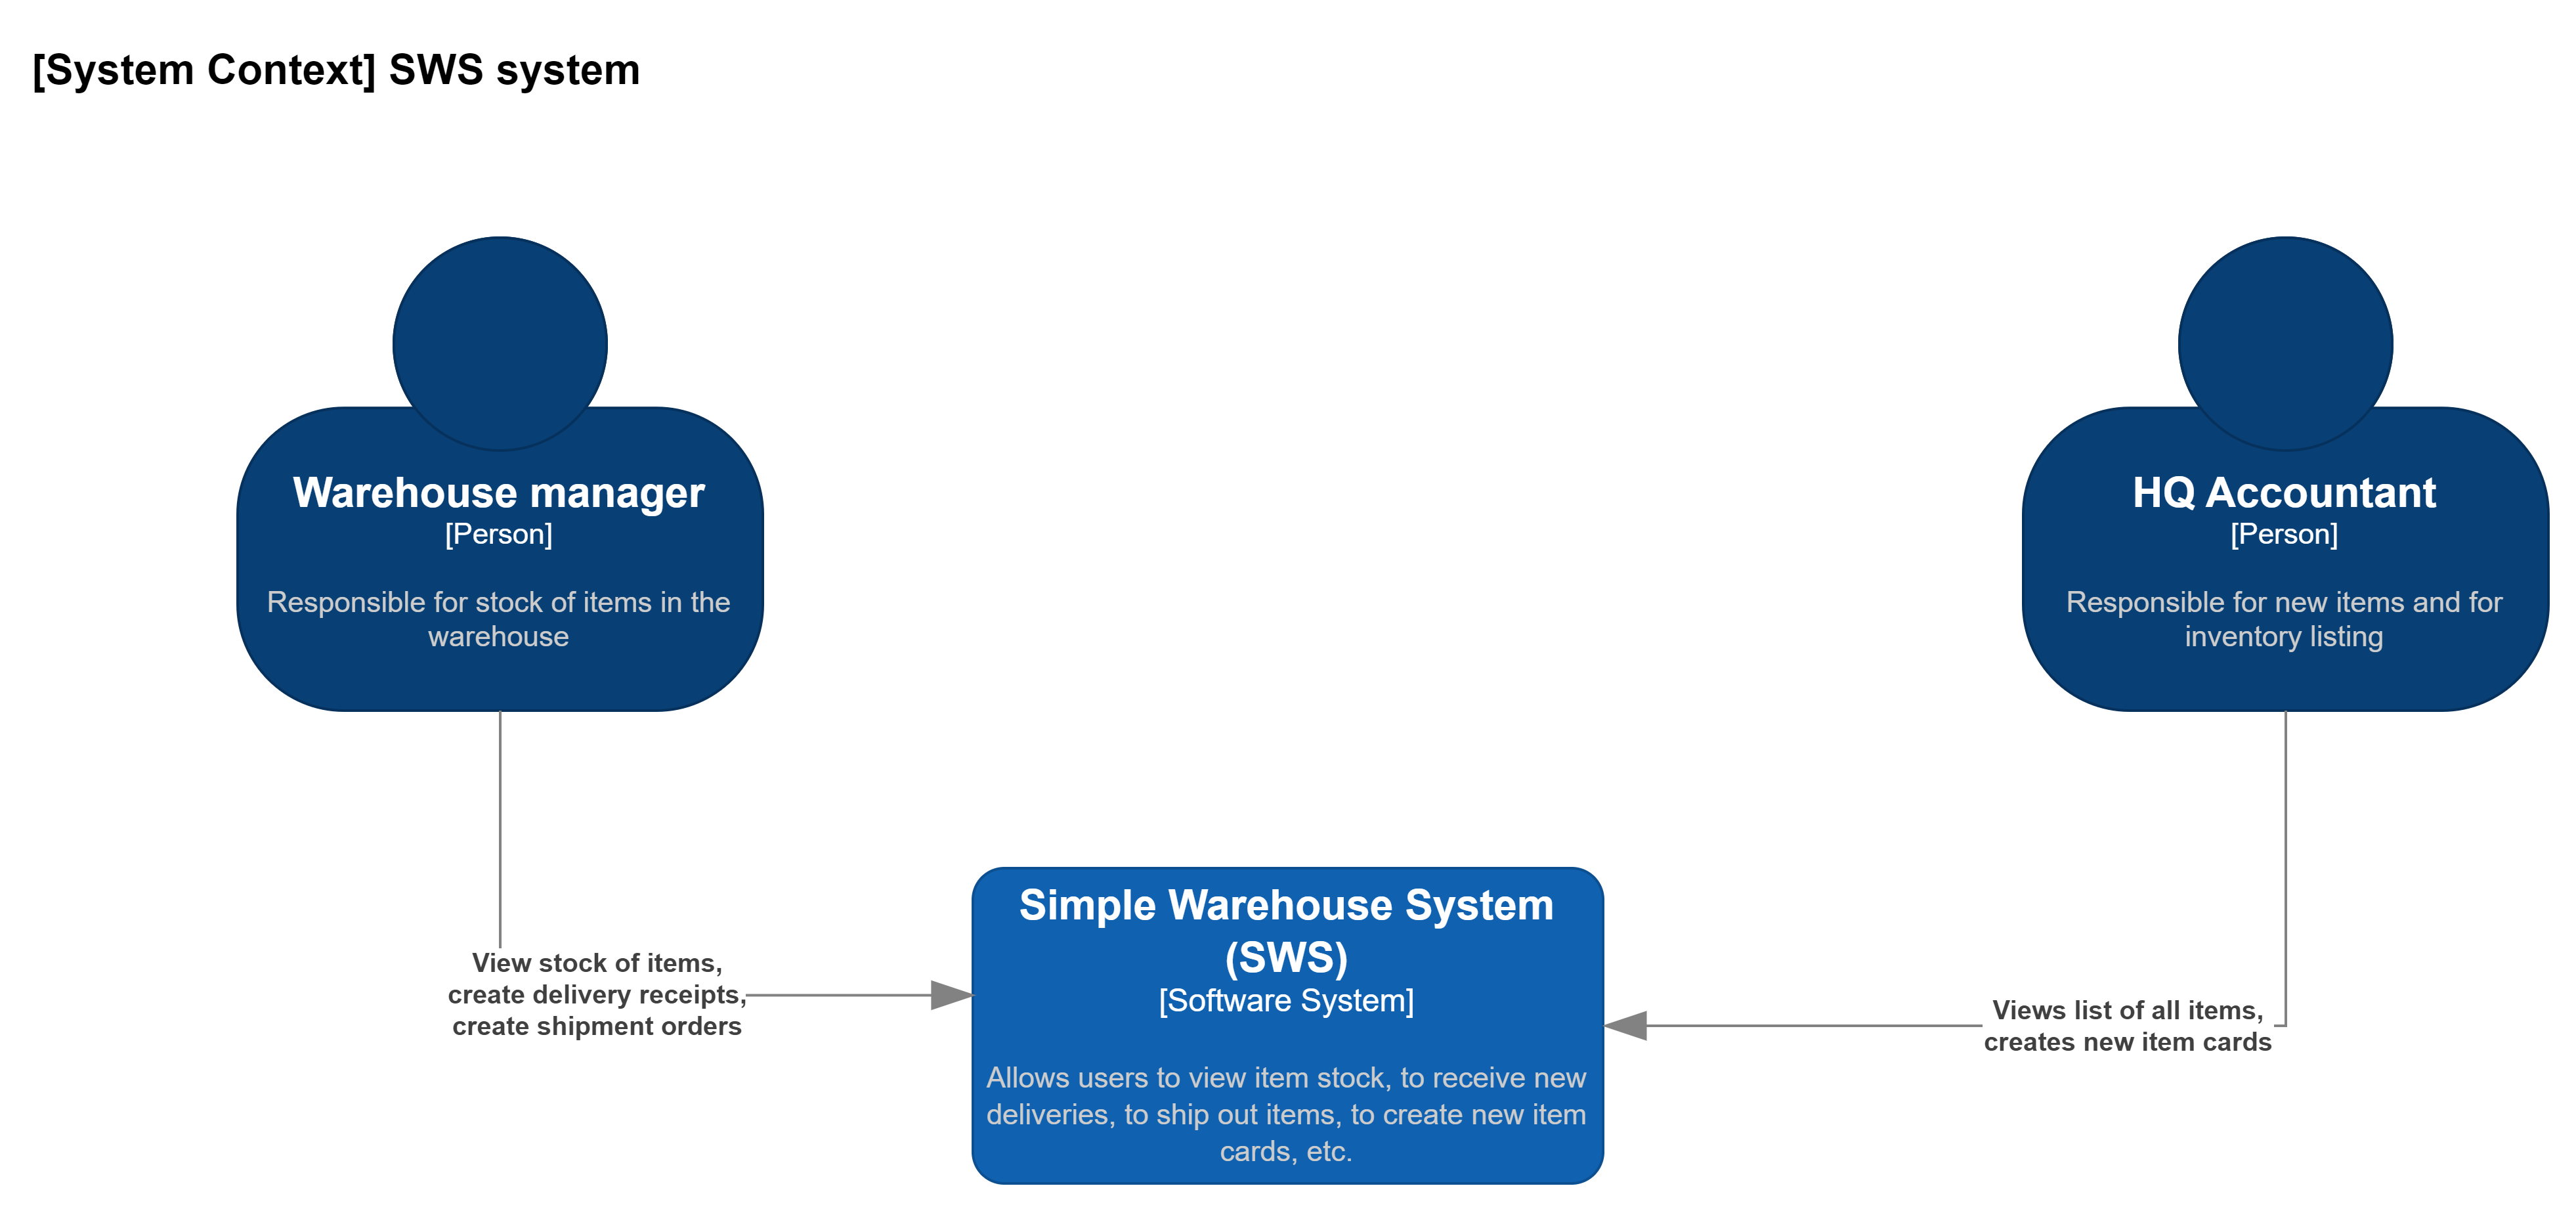 [System Context] SWS system
Warehouse manager
[Person]
Responsible for stock of items in the
warehouse
HQ Accountant
[Person]
Responsible for new items and for
inventory listing
View stock of items,
create delivery receipts,
create shipment orders
Simple Warehouse System
(SWS)
[Software System]
Allows users to view item stock, to receive new
deliveries, to ship out items, to create new item
cards, etc.
Views list of all items,
creates new item cards